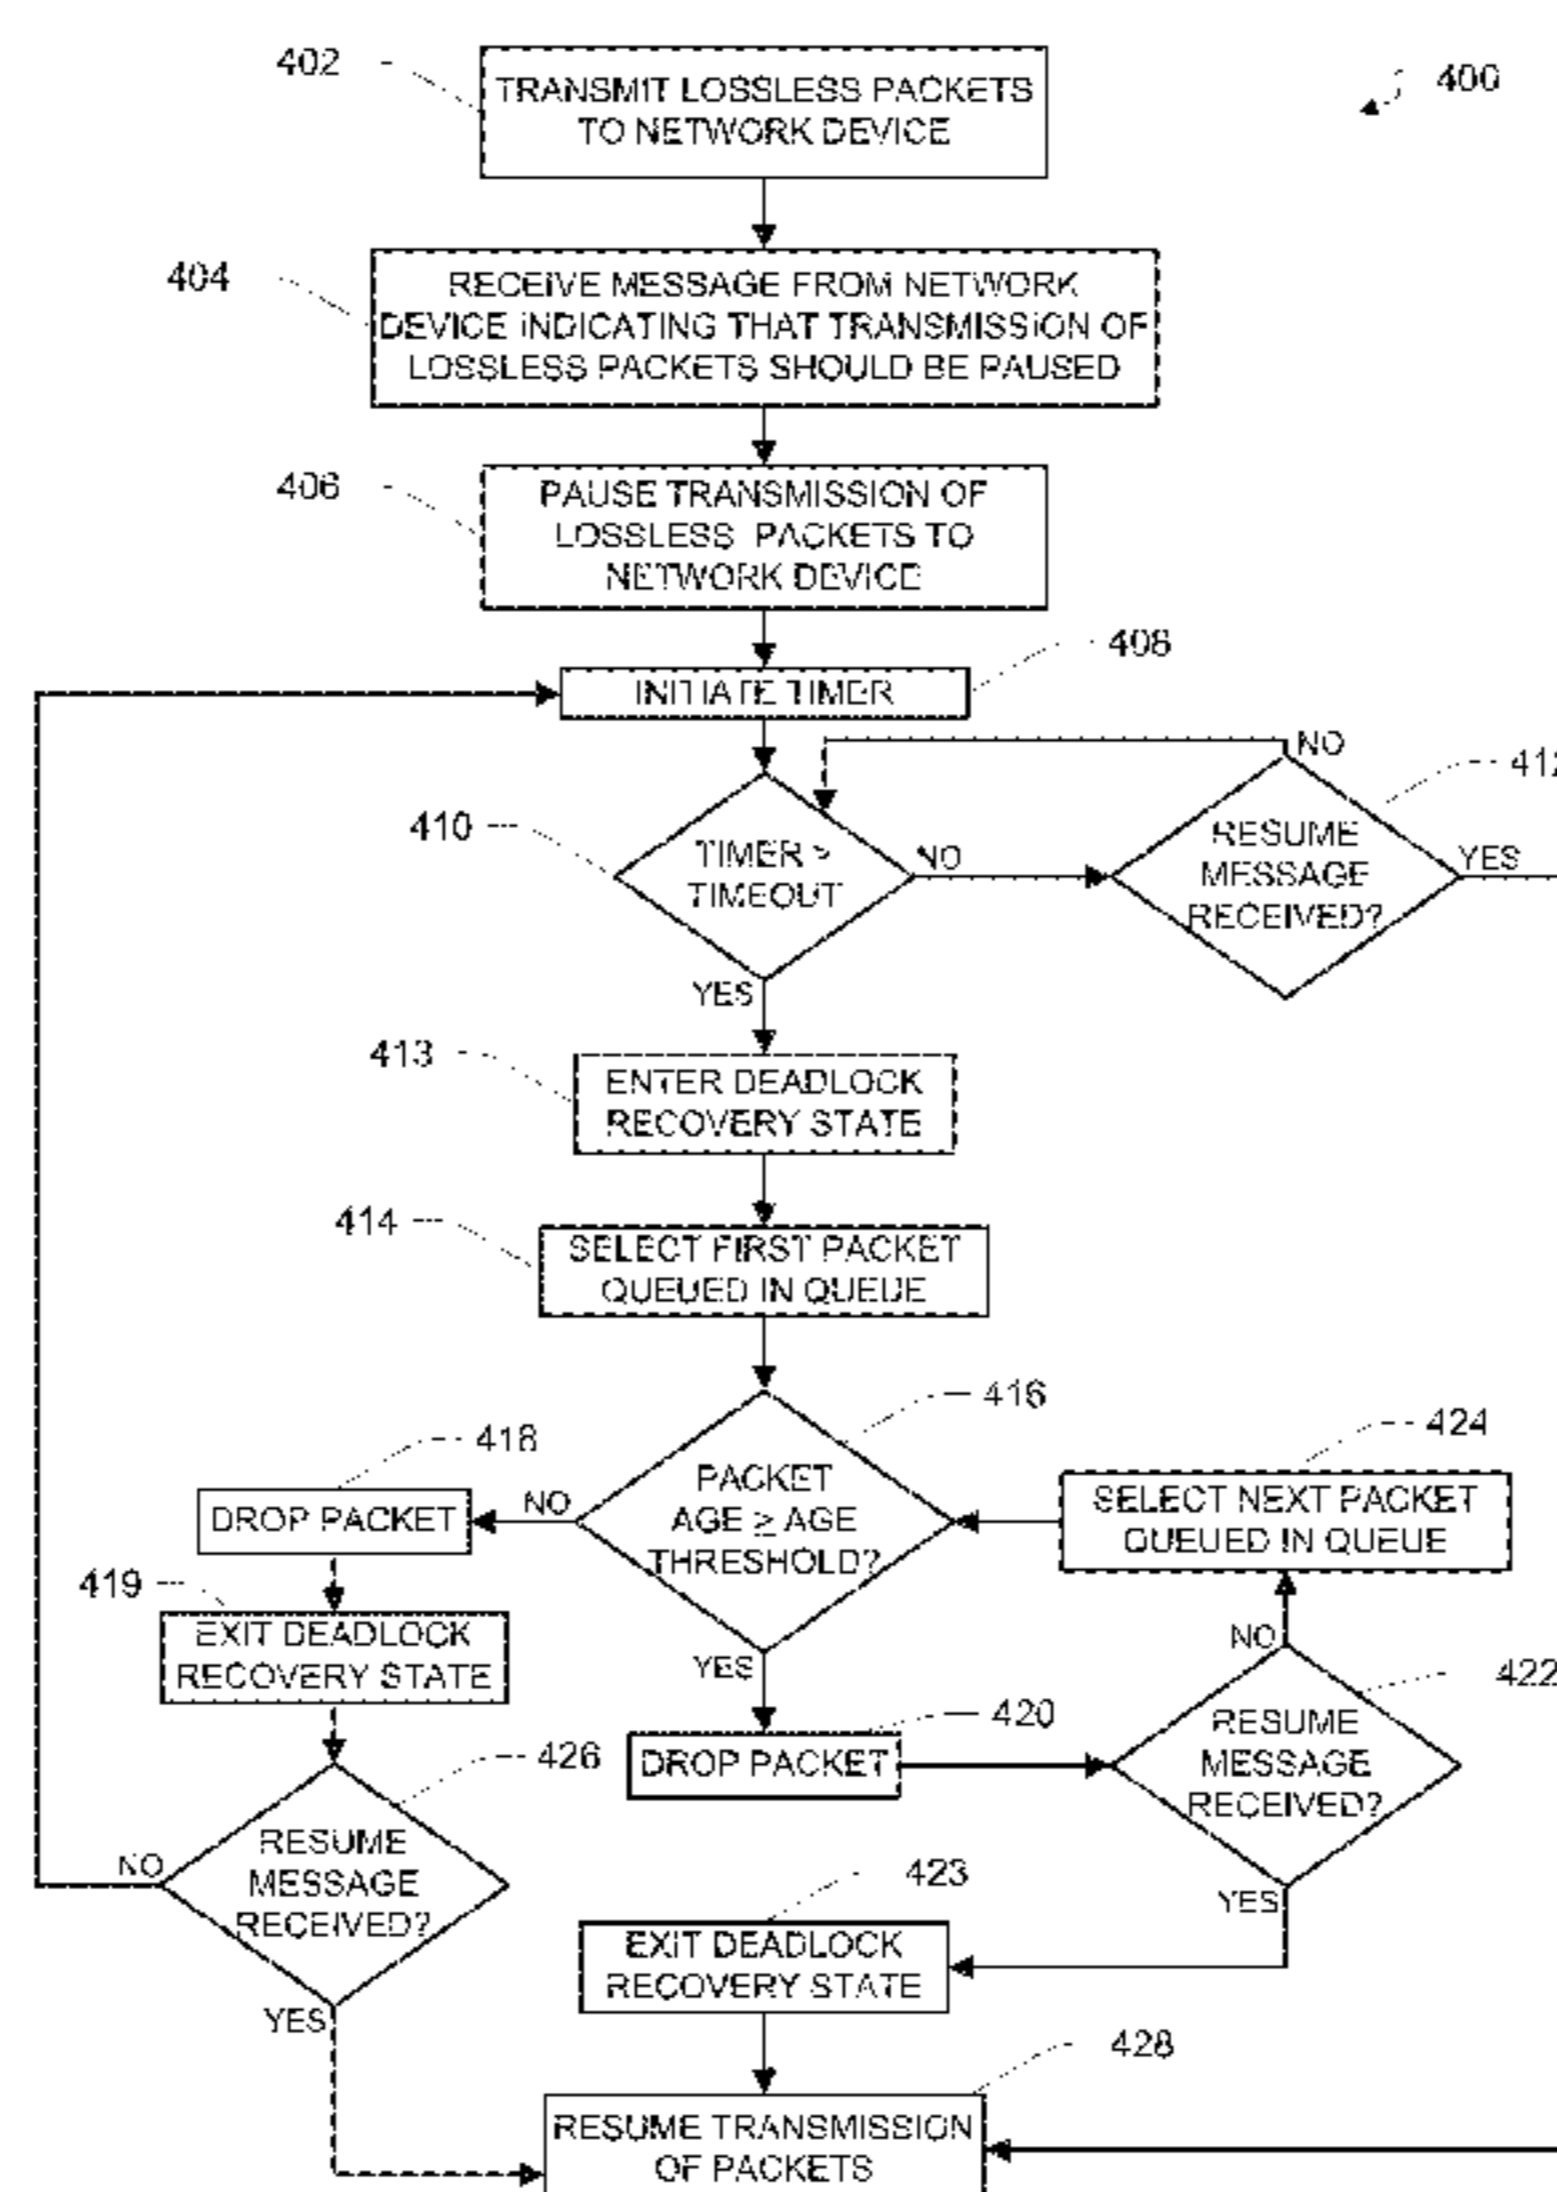 402
TRANSMIT LOSSLESS PACKETS
TO NETWORK DEVICE
400
404
RECEIVE MESSAGE FROM NETWORK
DEVICE INDICATING THAT TRANSMISSION OF
LOSSLESS PACKETS SHOULD BE PAUSED
406
PAUSE TRANSMISSION OF
LOSSLESS PACKETS TO
NETWORK DEVICE
408
INITIATE TIMER
410
TIMER >
TIMEOUT
NO
YES
412
RESUME
MESSAGE
RECEIVED?
NO
YES
413
ENTER DEADLOCK
RECOVERY STATE
414
SELECT FIRST PACKET
QUEUED IN QUEUE
416
PACKET
AGE ≥ AGE
THRESHOLD?
NO
YES
418
DROP PACKET
419
EXIT DEADLOCK
RECOVERY STATE
424
SELECT NEXT PACKET
QUEUED IN QUEUE
420
DROP PACKET
422
RESUME
MESSAGE
RECEIVED?
NO
YES
426
RESUME
MESSAGE
RECEIVED?
NO
YES
423
EXIT DEADLOCK
RECOVERY STATE
428
RESUME TRANSMISSION
OF PACKETS